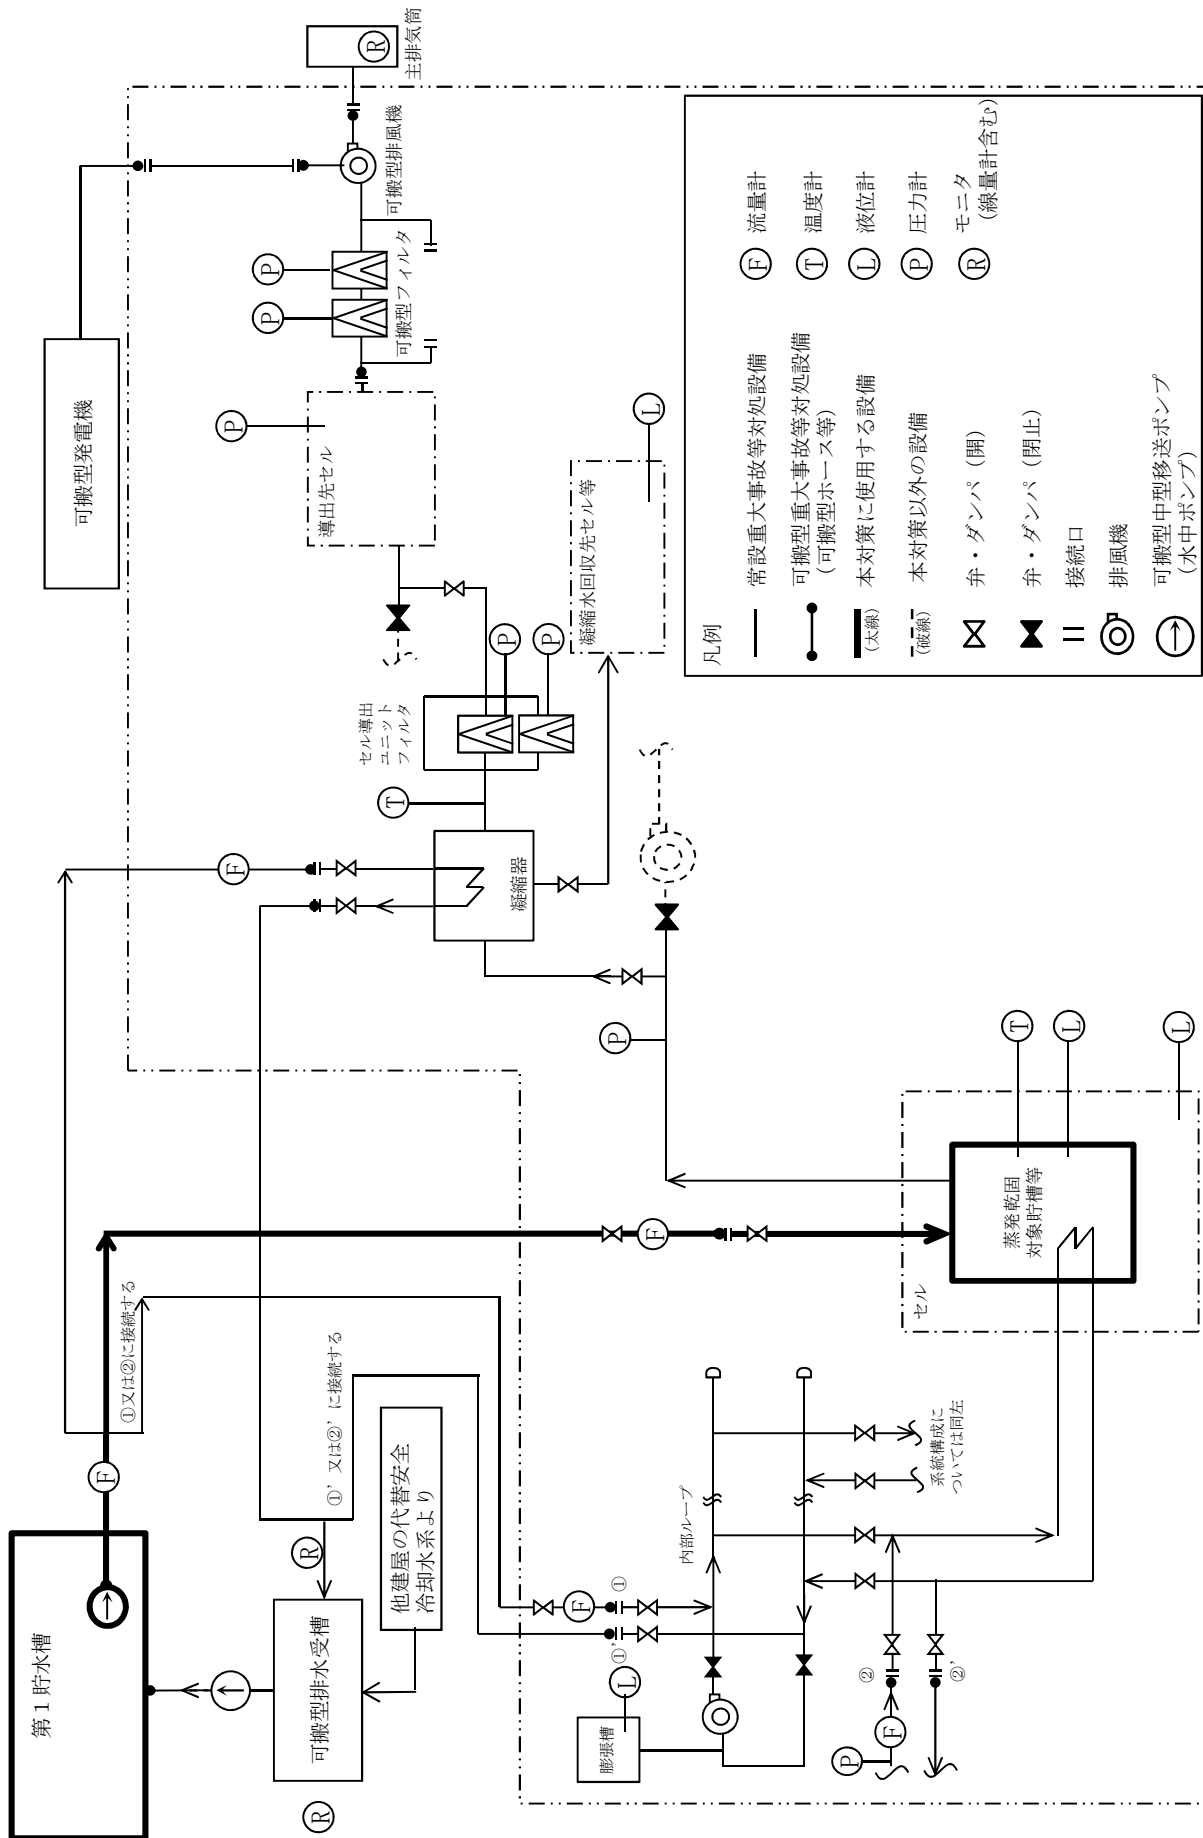 第1貯水槽
可搬型排水受槽
他建屋の代替安全
冷却水系より
①又は②に接続する
①’又は②’に接続する
可搬型発電機
主排気筒
可搬型排風機
可搬型フィルタ
導出先セル
凝縮水回収先セル等
セル導出
ユニット
フィルタ
凝縮器
蒸発乾固
対象貯槽等
セル
内部ループ
膨張槽
系統構成に
ついては同左
①
①’
②
②’
F
F
F
F
F
R
R
R
P
P
P
P
P
P
P
T
T
L
L
L
L
凡例
常設重大事故等対処設備
可搬型重大事故等対処設備
(可搬型ホース等)
(太線)
本対策に使用する設備
(破線)
本対策以外の設備
弁・ダンパ（開）
弁・ダンパ（閉止）
接続口
排風機
可搬型中型移送ポンプ
(水中ポンプ)
F 流量計
T 温度計
L 液位計
P 圧力計
R モニタ
(線量計含む)